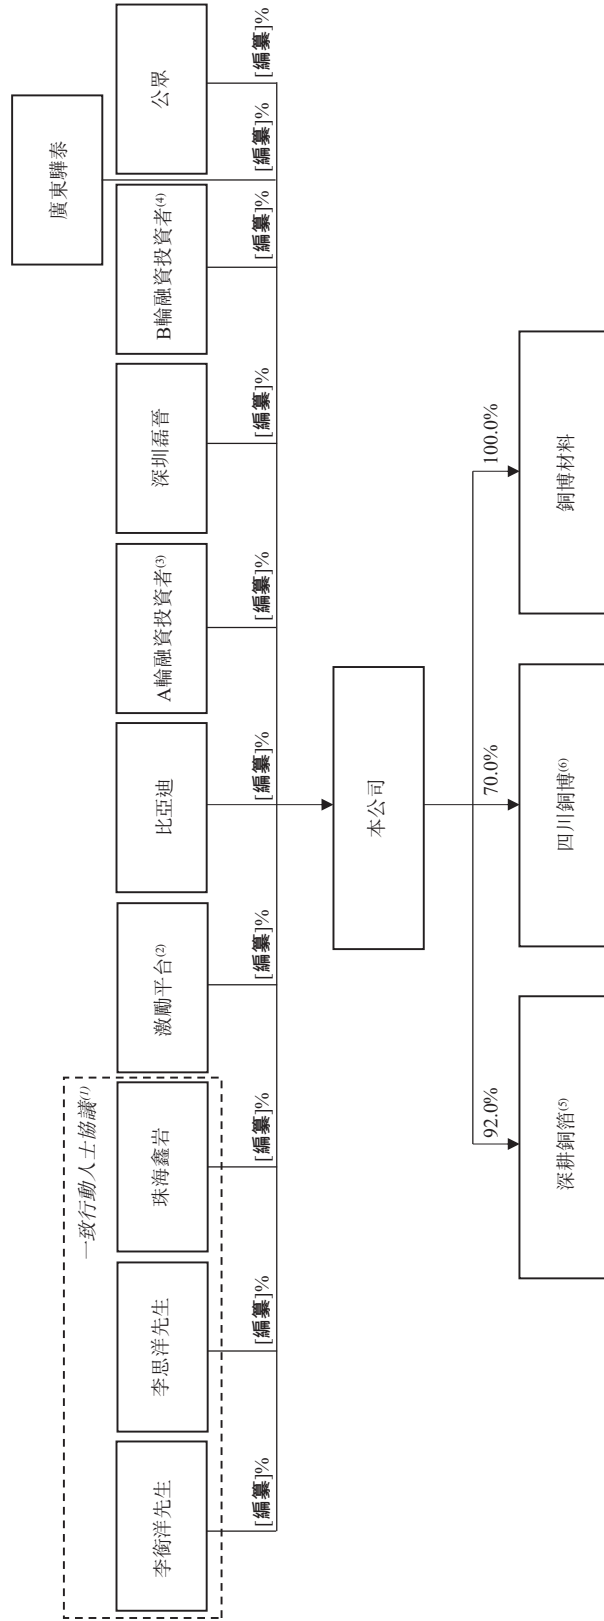 廣東驊泰
一致行動人士協議(1)
李銜洋先生
李思洋先生
珠海鑫岩
激勵平台(2)
比亞迪
A輪融資投資者(3)
深圳磊晉
B輪融資投資者(4)
公眾
[編纂]%
[編纂]%
[編纂]%
[編纂]%
[編纂]%
[編纂]%
[編纂]%
[編纂]%
[編纂]%
[編纂]%
本公司
92.0%
70.0%
100.0%
深耕銅箔(5)
四川銅博(6)
銅博材料